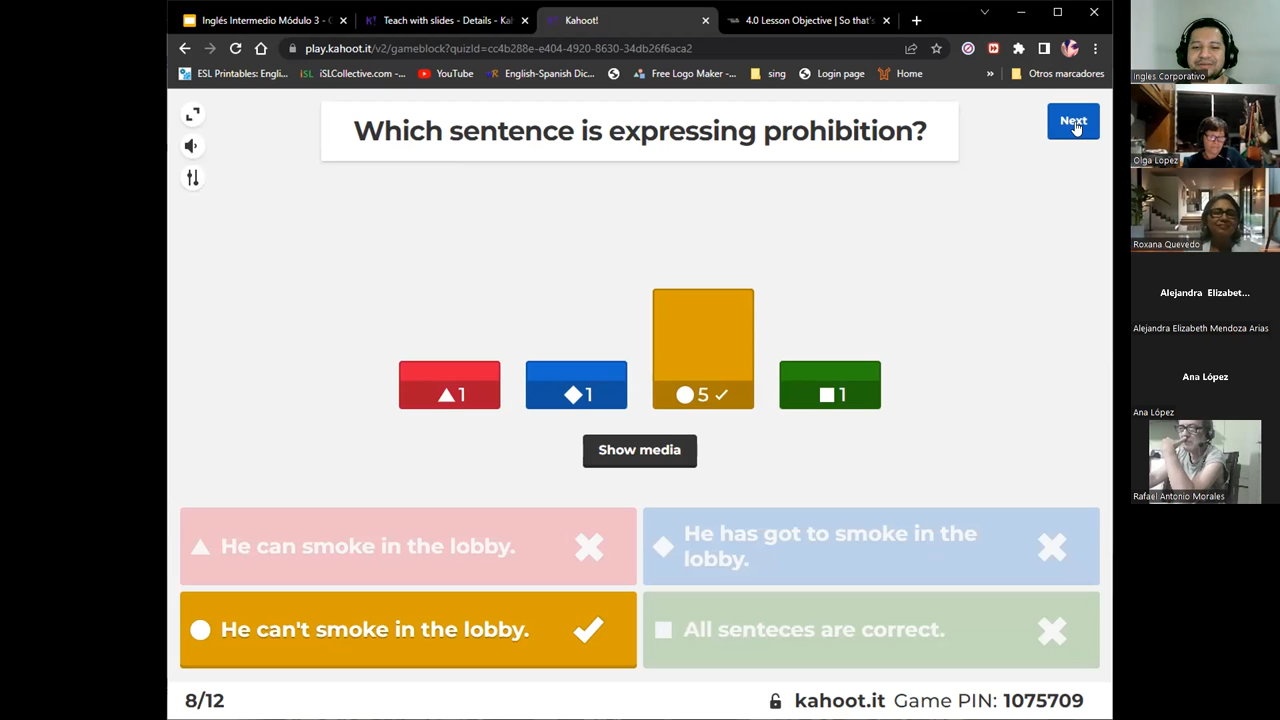 Inglés Intermedio Módulo 3 - (
Teach with slides - Details - Kal
Kahoot!
4.0 Lesson Objective | So that's
play.kahoot.it/v2/gameblock?quizId=cc4b288e-e404-4920-8630-34db26f6aca2
ESL Printables: Engli...
iSLCollective.com -...
YouTube
English-Spanish Dic...
Free Logo Maker -...
sing
Login page
Home
»
Otros marcadores
Which sentence is expressing prohibition?
Next
1
1
5
1
Show media
He can smoke in the lobby.
He has got to smoke in the
lobby.
He can't smoke in the lobby.
All senteces are correct.
8/12
kahoot.it Game PIN: 1075709
Ingles Corporativo
Olga Lopez
Roxana Quevedo
Alejandra Elizabet...
Alejandra Elizabeth Mendoza Arias
Ana López
Ana López
Rafael Antonio Morales